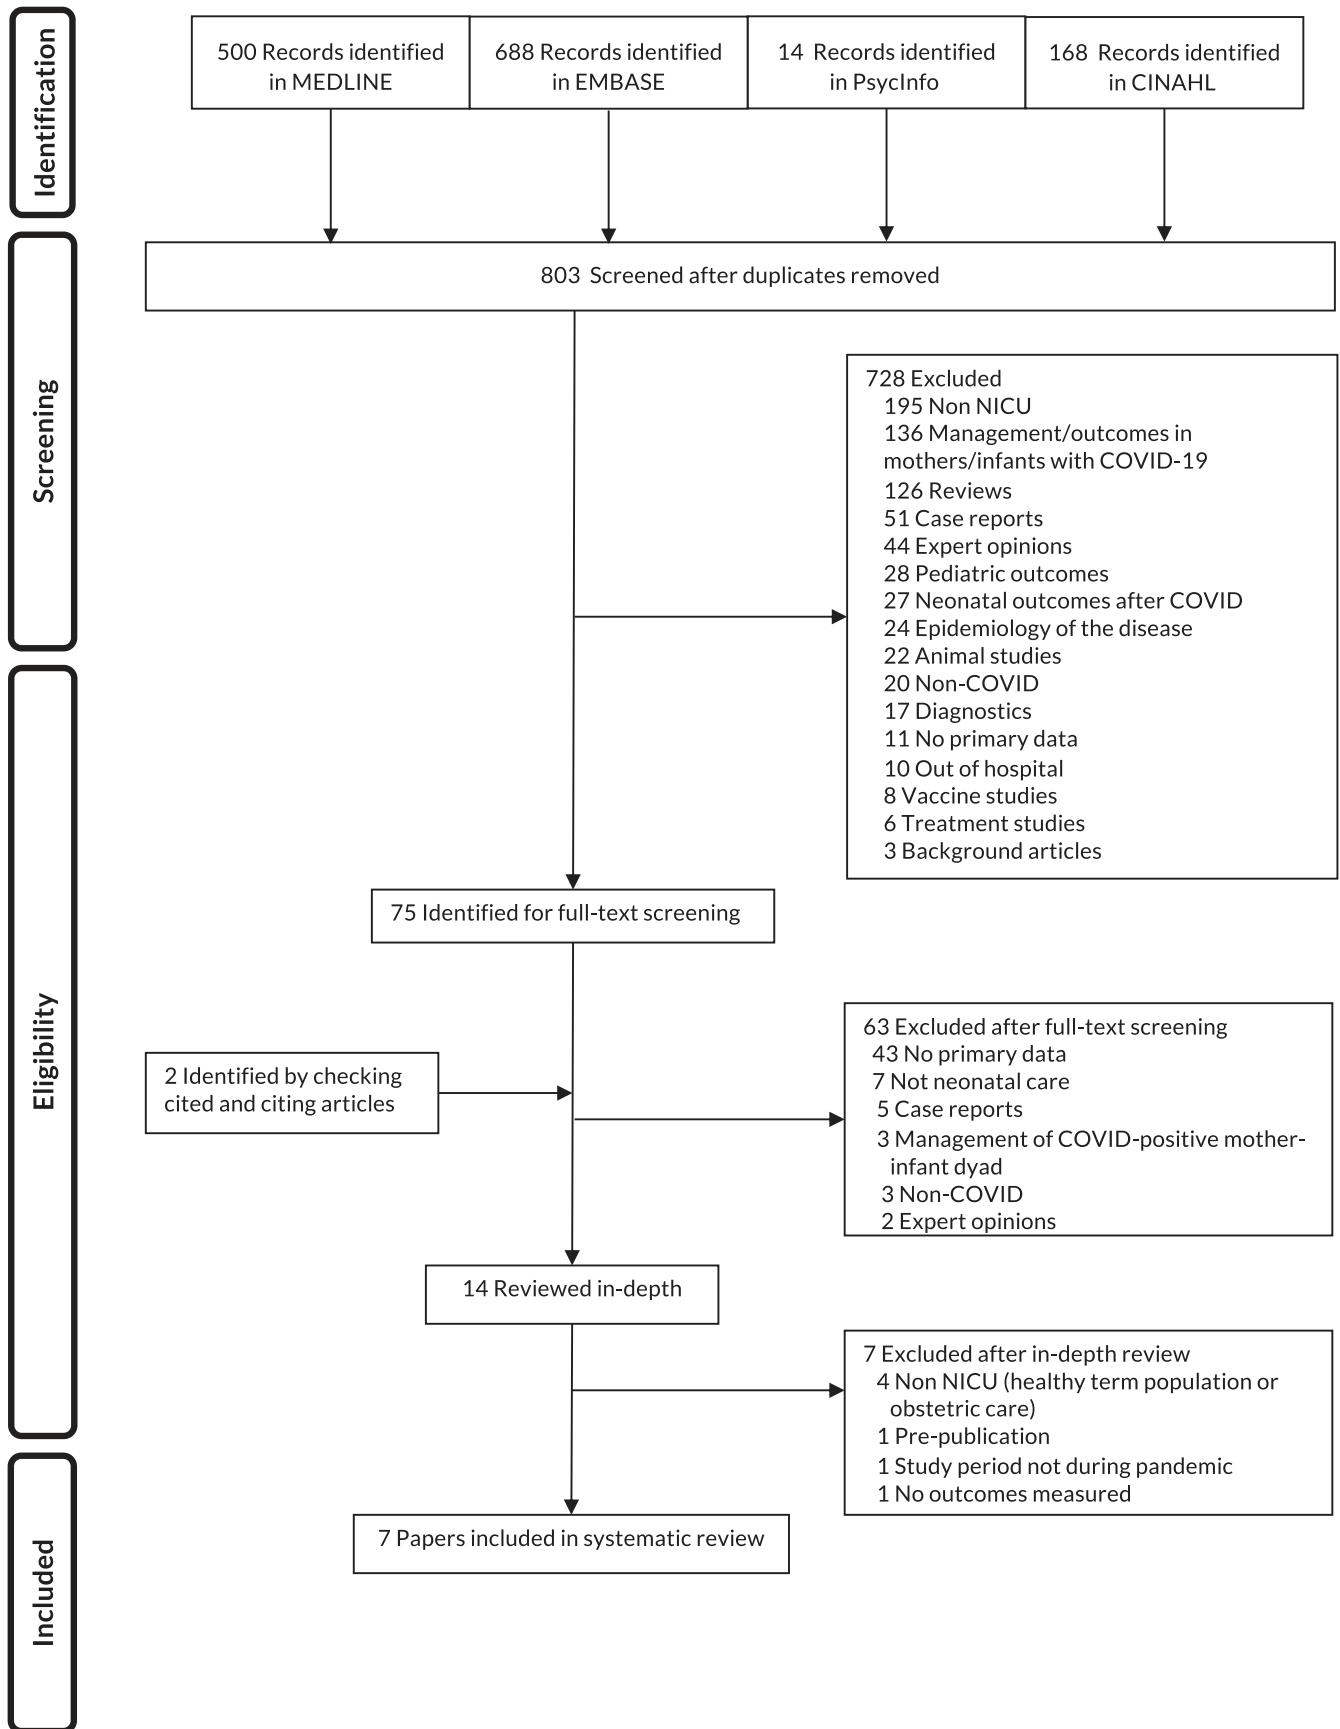 Identification
500 Records identified
in MEDLINE
688 Records identified
in EMBASE
14 Records identified
in PsycInfo
168 Records identified
in CINAHL
Screening
803 Screened after duplicates removed
728 Excluded
195 Non NICU
136 Management/outcomes in
mothers/infants with COVID-19
126 Reviews
51 Case reports
44 Expert opinions
28 Pediatric outcomes
27 Neonatal outcomes after COVID
24 Epidemiology of the disease
22 Animal studies
20 Non-COVID
17 Diagnostics
11 No primary data
10 Out of hospital
8 Vaccine studies
6 Treatment studies
3 Background articles
Eligibility
75 Identified for full-text screening
2 Identified by checking
cited and citing articles
63 Excluded after full-text screening
43 No primary data
7 Not neonatal care
5 Case reports
3 Management of COVID-positive mother-
infant dyad
3 Non-COVID
2 Expert opinions
14 Reviewed in-depth
7 Excluded after in-depth review
4 Non NICU (healthy term population or
obstetric care)
1 Pre-publication
1 Study period not during pandemic
1 No outcomes measured
Included
7 Papers included in systematic review